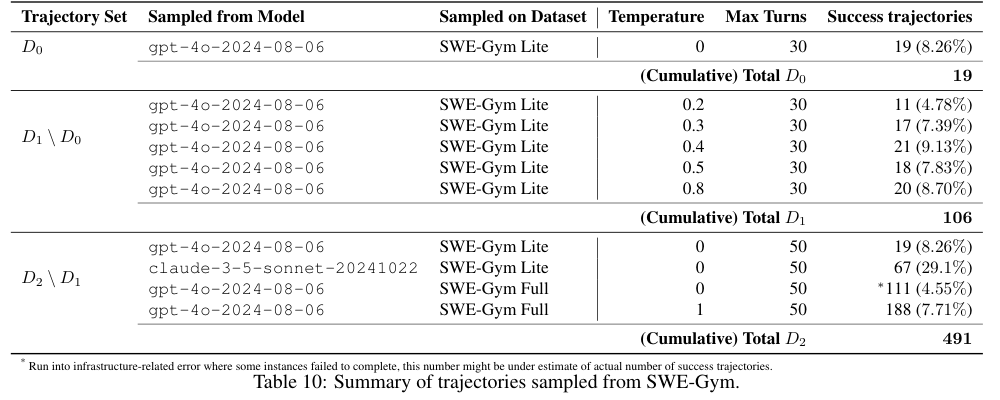 Trajectory Set Sampled from Model Sampled on Dataset Temperature Max Turns Success trajectories
D₀ gpt-4o-2024-08-06 SWE-Gym Lite 0 30 19 (8.26%)
(Cumulative) Total D₀ 19
gpt-4o-2024-08-06 SWE-Gym Lite 0.2 30 11 (4.78%)
gpt-4o-2024-08-06 SWE-Gym Lite 0.3 30 17 (7.39%)
D₁ \ D₀ gpt-4o-2024-08-06 SWE-Gym Lite 0.4 30 21 (9.13%)
gpt-4o-2024-08-06 SWE-Gym Lite 0.5 30 18 (7.83%)
gpt-4o-2024-08-06 SWE-Gym Lite 0.8 30 20 (8.70%)
(Cumulative) Total D₁ 106
gpt-4o-2024-08-06 SWE-Gym Lite 0 50 19 (8.26%)
D₂ \ D₁ claude-3-5-sonnet-20241022 SWE-Gym Lite 0 50 67 (29.1%)
gpt-4o-2024-08-06 SWE-Gym Full 0 50 *111 (4.55%)
gpt-4o-2024-08-06 SWE-Gym Full 1 50 188 (7.71%)
(Cumulative) Total D₂ 491
* Run into infrastructure-related error where some instances failed to complete, this number might be under estimate of actual number of success trajectories.
Table 10: Summary of trajectories sampled from SWE-Gym.